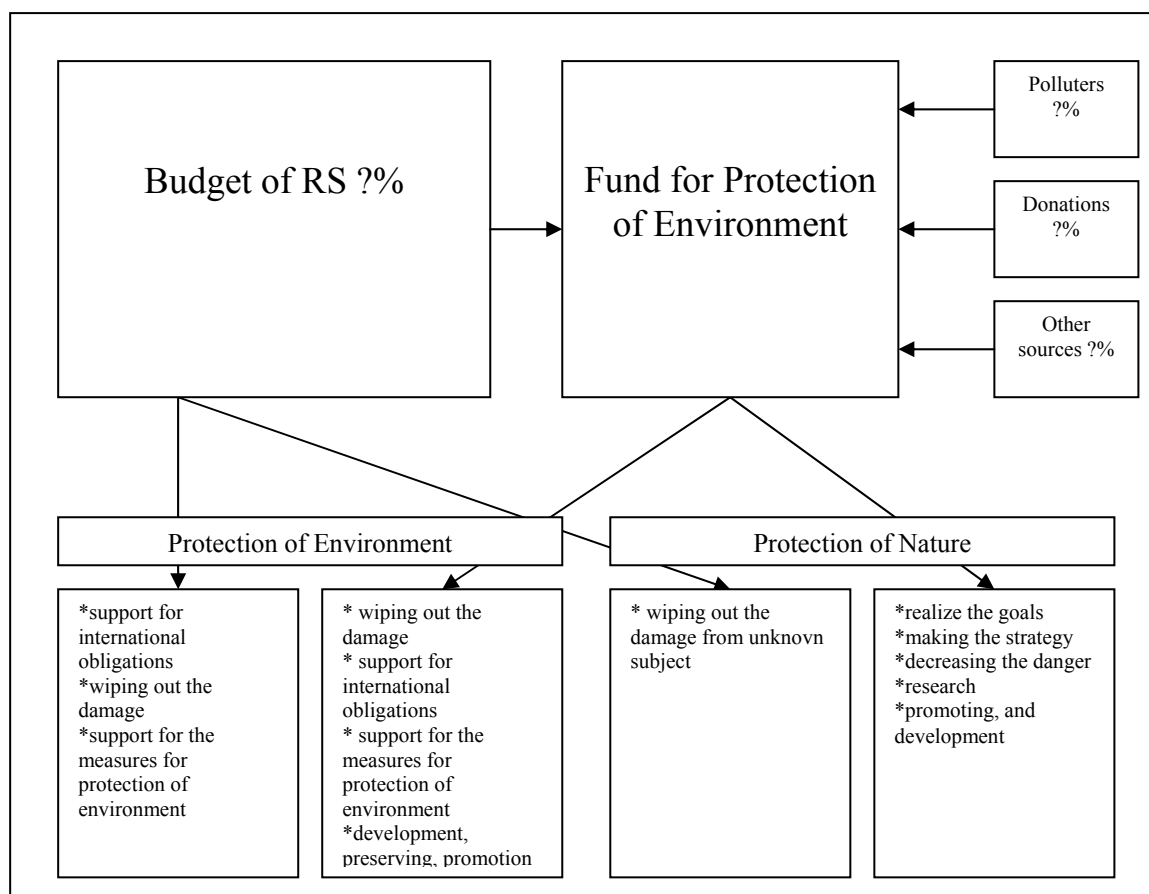 Budget of RS ?%
Fund for Protection
of Environment
Polluters
?%
Donations
?%
Other
sources ?%
Protection of Environment
Protection of Nature
*support for
international
obligations
*wiping out the
damage
*support for the
measures for
protection of
environment
* wiping out the
damage
* support for
international
obligations
* support for the
measures for
protection of
environment
*development,
preserving, promotion
* wiping out the
damage from unknovn
subject
*realize the goals
*making the strategy
*decreasing the danger
*research
*promoting, and
development